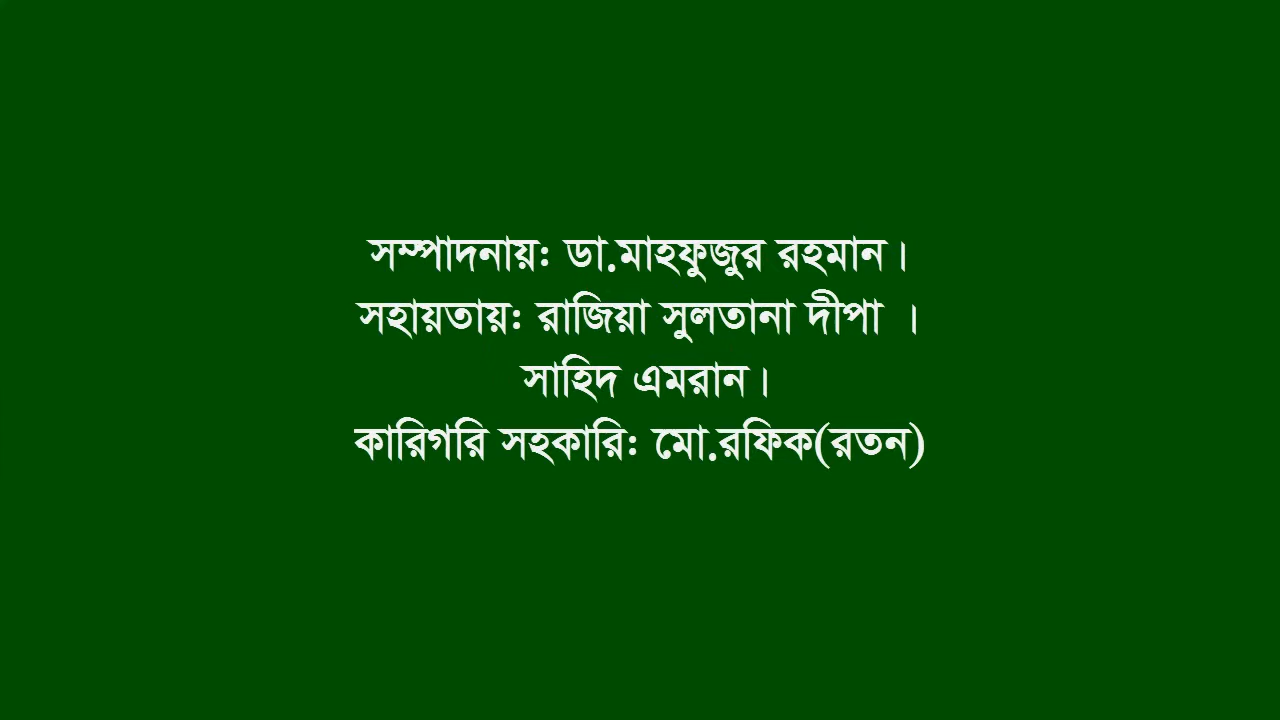 সম্পাদনায়ঃ ডা.মাহফুজুর রহমান।
সহায়তায়ঃ রাজিয়া সুলতানা দীপা ।
সাহিদ এমরান।
কারিগরি সহকারিঃ মো.রফিক(রতন)